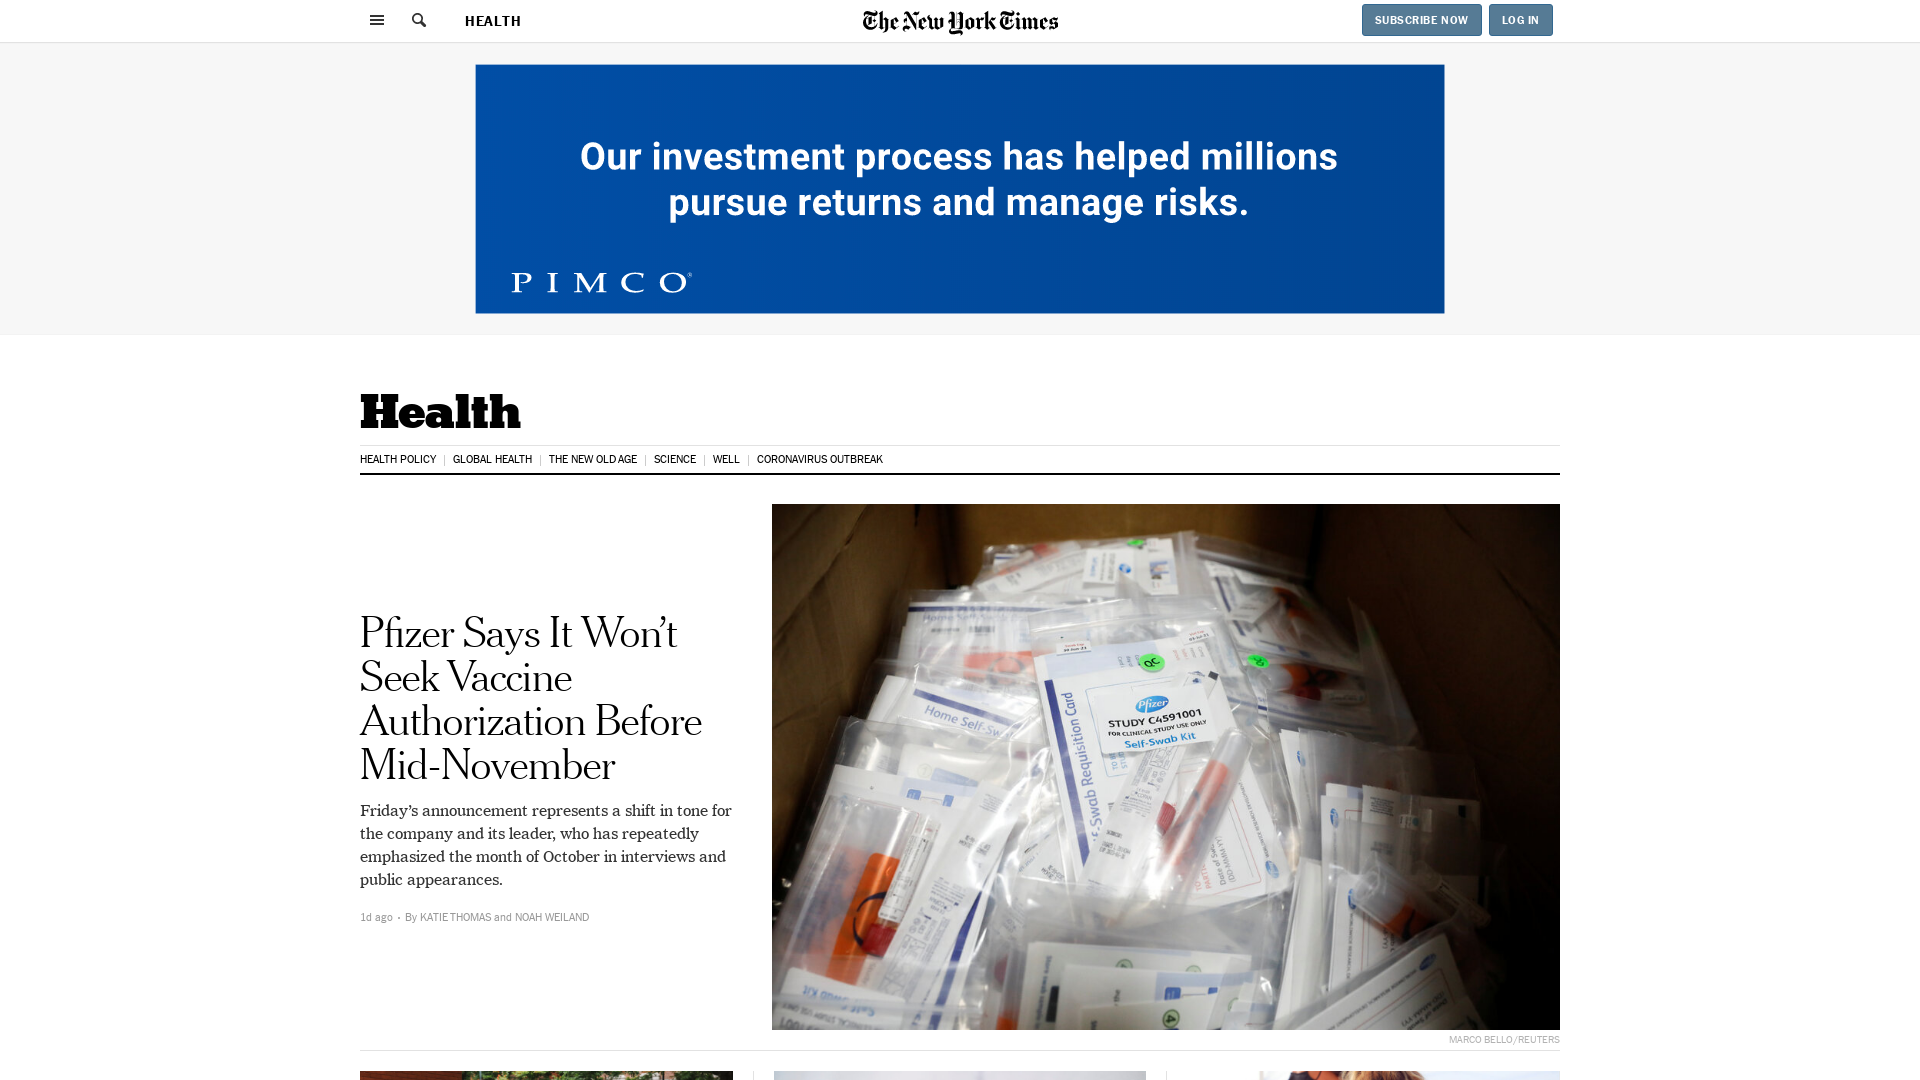 HEALTH
The New York Times
SUBSCRIBE NOW
LOG IN
Our investment process has helped millions
pursue returns and manage risks.
PIMCO®
Health
HEALTH POLICY
GLOBAL HEALTH
THE NEW OLD AGE
SCIENCE
WELL
CORONAVIRUS OUTBREAK
Pfizer Says It Won’t
Seek Vaccine
Authorization Before
Mid-November
Friday’s announcement represents a shift in tone for
the company and its leader, who has repeatedly
emphasized the month of October in interviews and
public appearances.
1d ago • By KATIE THOMAS and NOAH WEILAND
Home Self-Swab
QC
Pfizer
STUDY C4591001
FOR CLINICAL STUDY USE ONLY
Self-Swab Kit
Self-Swab Requisition Card
MARCO BELLO/REUTERS